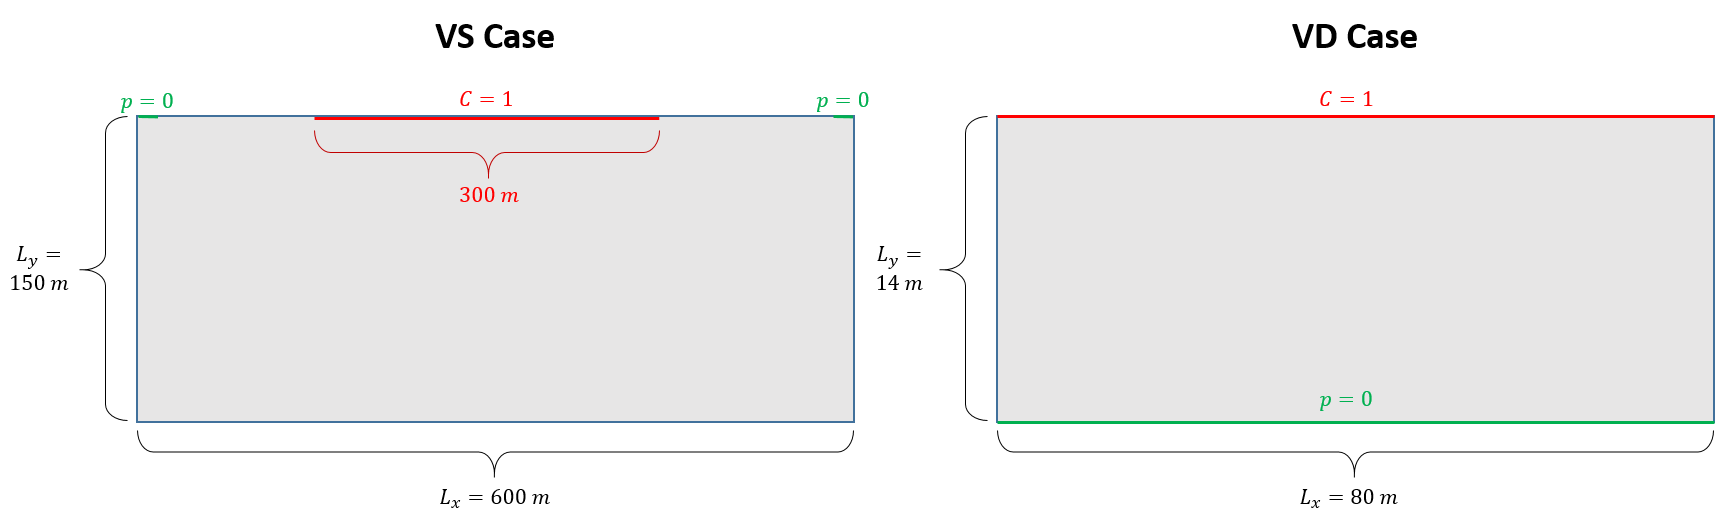 VS Case
p = 0
C = 1
p = 0
300 m
L_y =
150 m
L_x = 600 m
VD Case
C = 1
L_y =
14 m
p = 0
L_x = 80 m